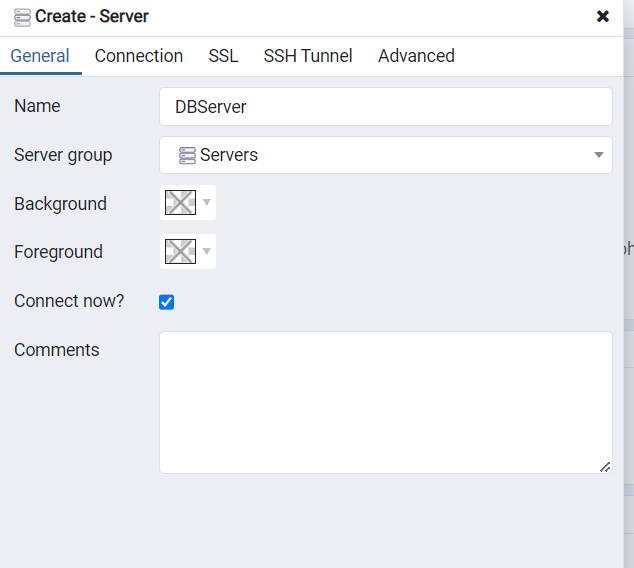 Create - Server
General Connection SSL SSH Tunnel Advanced
Name DBServer
Server group Servers
Background
Foreground
Connect now?
Comments